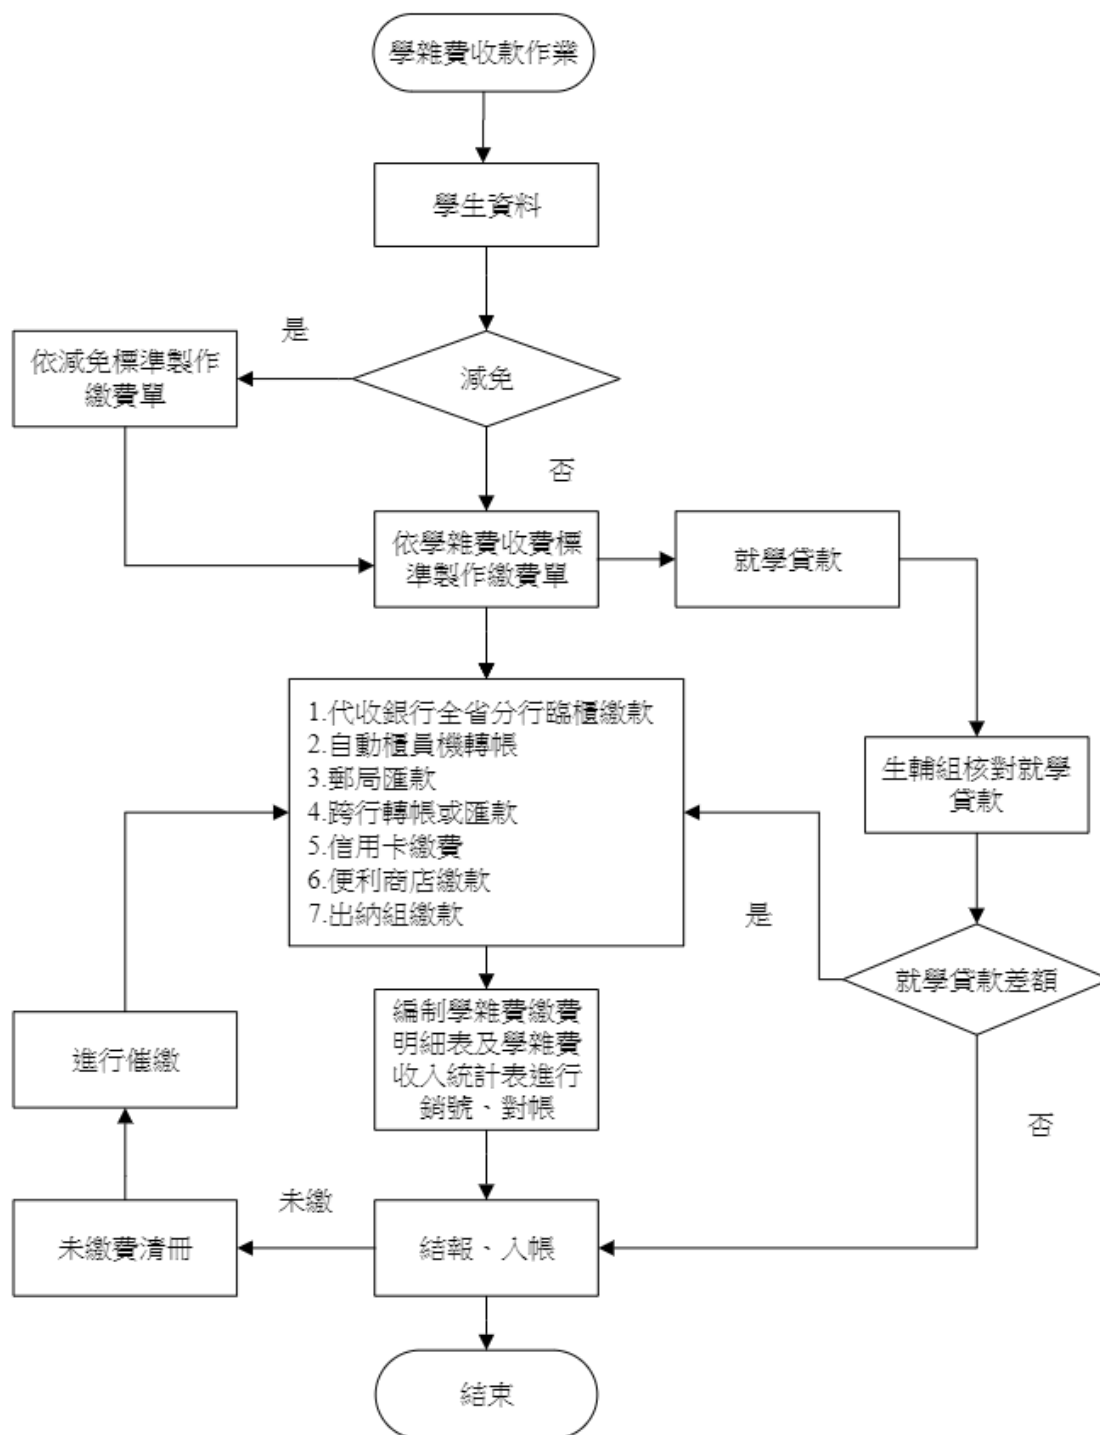 學雜費收款作業
學生資料
是
依減免標準製作
繳費單
減免
否
依學雜費收費標
準製作繳費單
就學貸款
1.代收銀行全省分行臨櫃繳款
2.自動櫃員機轉帳
3.郵局匯款
4.跨行轉帳或匯款
5.信用卡繳費
6.便利商店繳款
7.出納組繳款
生輔組核對就學
貸款
是
就學貸款差額
編制學雜費繳費
明細表及學雜費
收入統計表進行
銷號、對帳
進行催繳
否
未繳
未繳費清冊
結報、入帳
結束